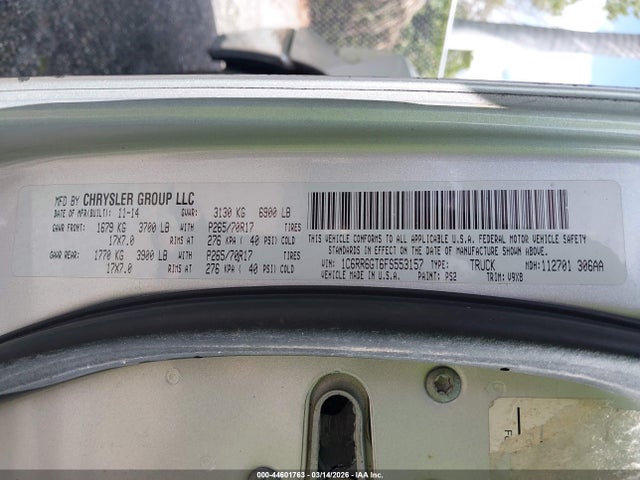 MFD BY CHRYSLER GROUP LLC
DATE OF MFR(BUILT): 11-14 GVWR: 3130 KG 6900 LB
GAWR FRONT: 1679 KG 3700 LB WITH P265/70R17 TIRES
17X7.0 RIMS AT 276 KPA ( 40 PSI) COLD
GAWR REAR: 1770 KG 3900 LB WITH P265/70R17 TIRES
17X7.0 RIMS AT 276 KPA ( 40 PSI) COLD
THIS VEHICLE CONFORMS TO ALL APPLICABLE U.S.A. FEDERAL MOTOR VEHICLE SAFETY
STANDARDS IN EFFECT ON THE DATE OF MANUFACTURE SHOWN ABOVE.
VIN: 1C6RR6GT6FS553157 TYPE: TRUCK MDH: 112701 306AA
VEHICLE MADE IN U.S.A. PAINT: PS2 TRIM: V9X8
000-44601763 - 03/14/2026 - IAAI.COM